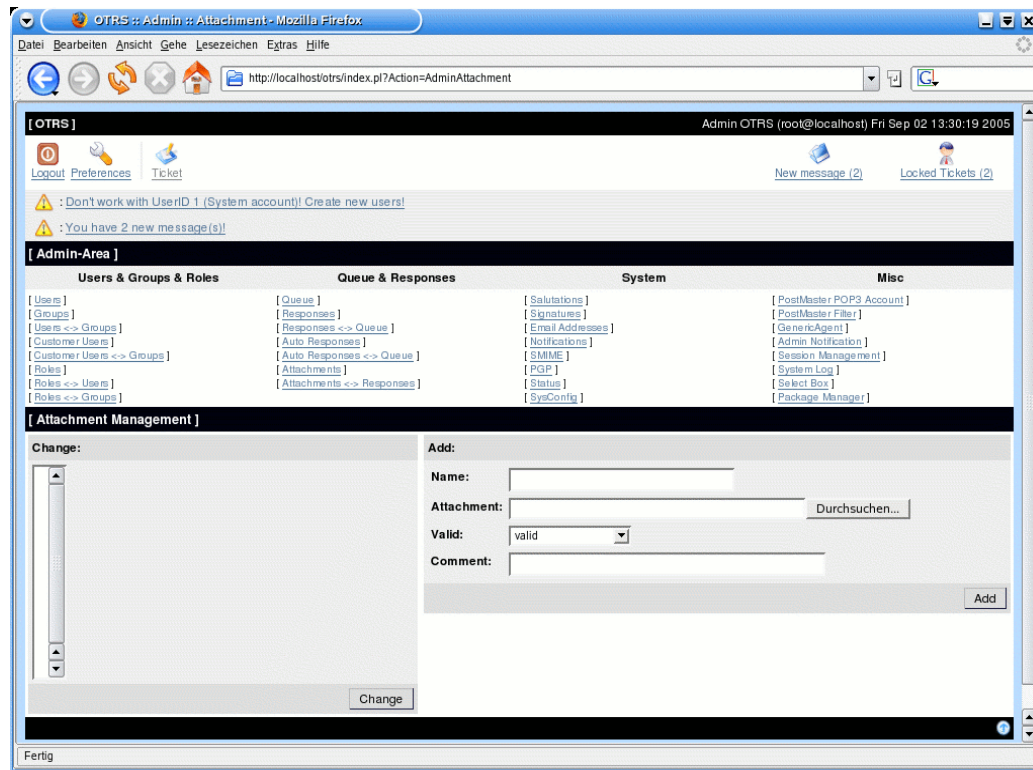 OTRS :: Admin :: Attachment - Mozilla Firefox
Datei Bearbeiten Ansicht Gehe Lesezeichen Extras Hilfe
http://localhost/otrs/index.pl?Action=AdminAttachment
[ OTRS ] Admin OTRS (root@localhost) Fri Sep 02 13:30:19 2005
Logout Preferences Ticket New message (2) Locked Tickets (2)
: Don't work with UserID 1 (System account)! Create new users!
: You have 2 new message(s)!
[ Admin-Area ]
Users & Groups & Roles Queue & Responses System Misc
[ Users ] [ Queue ] [ Salutations ] [ PostMaster POP3 Account ]
[ Groups ] [ Responses ] [ Signatures ] [ PostMaster Filter ]
[ Users <-> Groups ] [ Responses <-> Queue ] [ Email Addresses ] [ GenericAgent ]
[ Customer Users ] [ Auto Responses ] [ Notifications ] [ Admin Notification ]
[ Customer Users <-> Groups ] [ Auto Responses <-> Queue ] [ SMIME ] [ Session Management ]
[ Roles ] [ Attachments ] [ PGP ] [ System Log ]
[ Roles <-> Users ] [ Attachments <-> Responses ] [ Status ] [ Select Box ]
[ Roles <-> Groups ] [ SysConfig ] [ Package Manager ]
[ Attachment Management ]
Change: Add:
Name:
Attachment: Durchsuchen...
Valid: valid
Comment:
Add
Change
Fertig